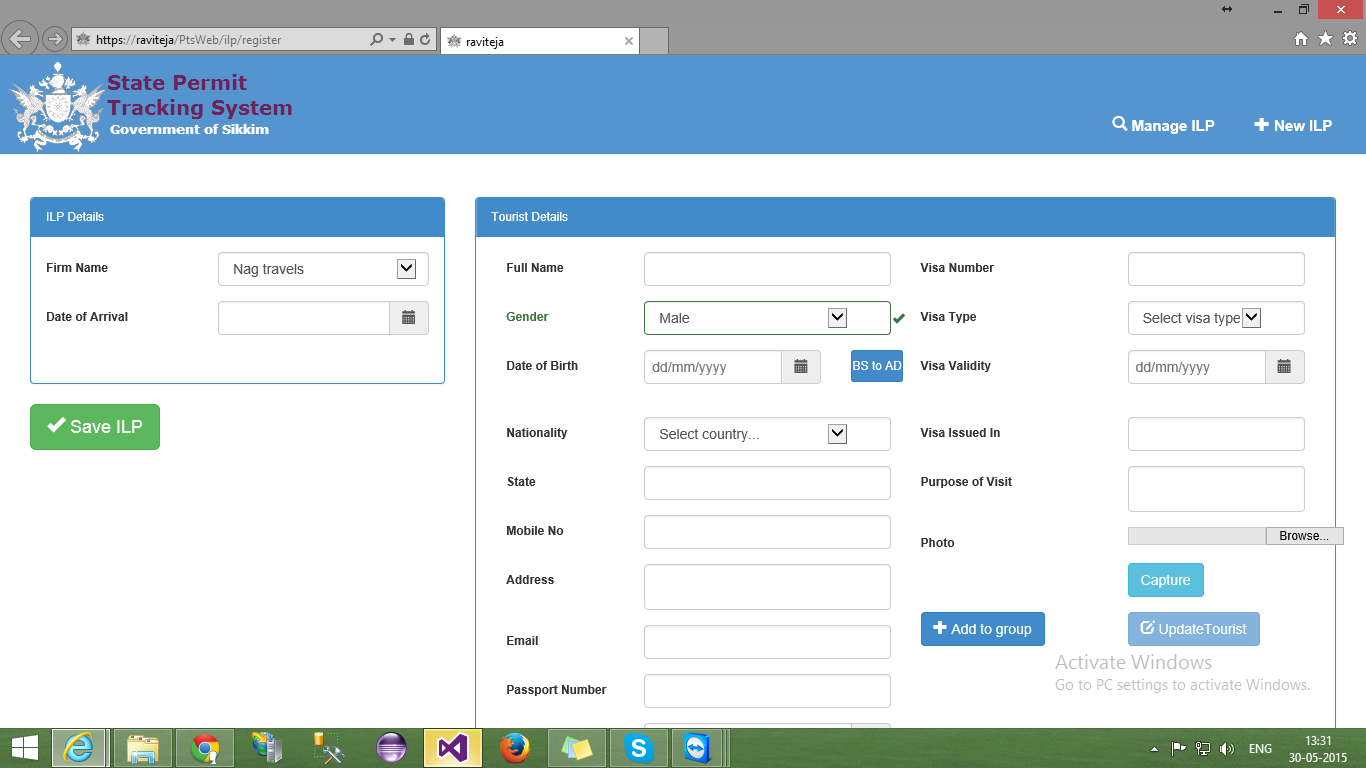 https://raviteja/PtsWeb/ilp/register
raviteja
State Permit
Tracking System
Government of Sikkim
Manage ILP
New ILP
ILP Details
Firm Name
Nag travels
Date of Arrival
Save ILP
Tourist Details
Full Name
Gender
Male
Date of Birth
dd/mm/yyyy
BS to AD
Nationality
Select country...
State
Mobile No
Address
Email
Passport Number
Visa Number
Visa Type
Select visa type
Visa Validity
dd/mm/yyyy
Visa Issued In
Purpose of Visit
Photo
Browse...
Capture
Add to group
UpdateTourist
Activate Windows
Go to PC settings to activate Windows.
ENG
13:31
30-05-2015